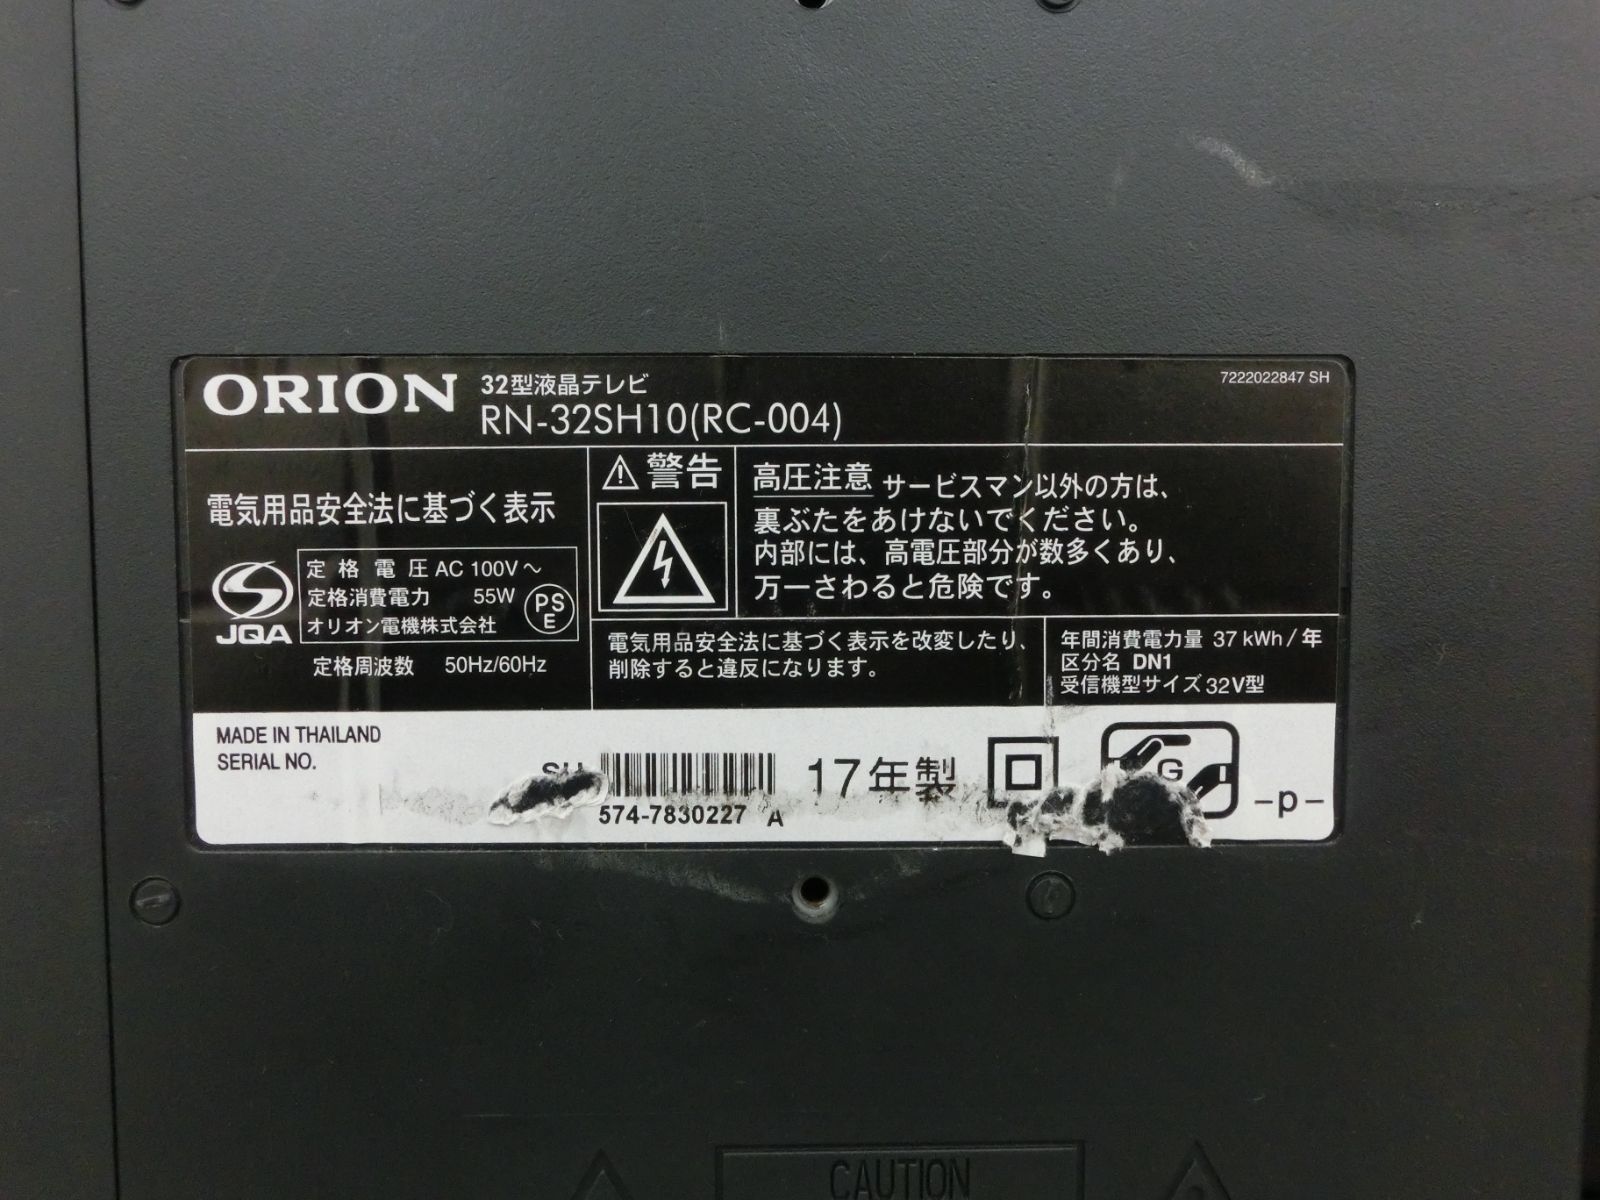 ORION
32型液晶テレビ
RN-32SH10(RC-004)
7222022847 SH
電気用品安全法に基づく表示
JQA
定格電圧 AC 100V～
定格消費電力 55W
オリオン電機株式会社
PS
E
定格周波数 50Hz/60Hz
警告
高圧注意 サービスマン以外の方は、
裏ぶたをあけないでください。
内部には、高電圧部分が数多くあり、
万一さわると危険です。
電気用品安全法に基づく表示を改変したり、
削除すると違反になります。
年間消費電力量 37 kWh/年
区分名 DN1
受信機型サイズ 32V型
MADE IN THAILAND
SERIAL NO.
SH
574-7830227 A
17年製
G
-p-
CAUTION